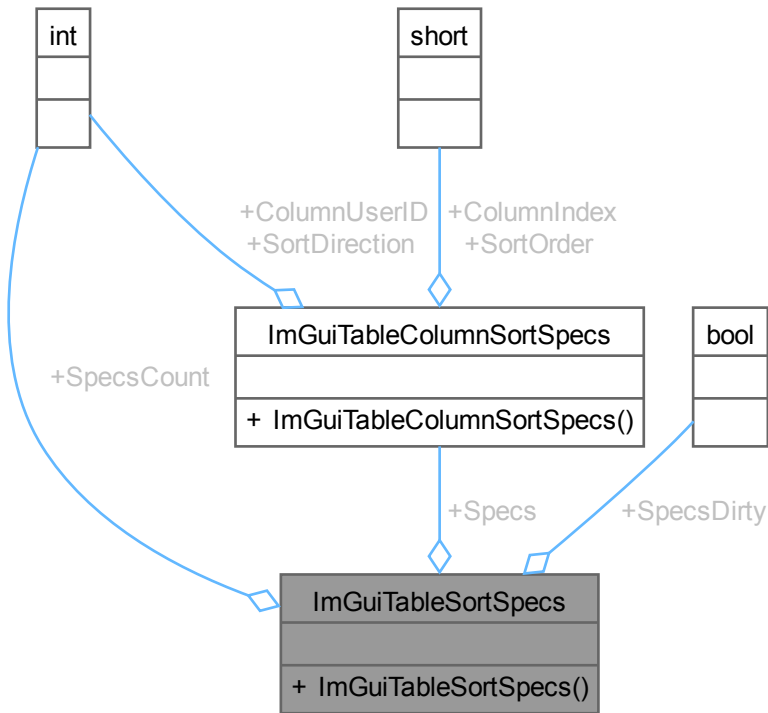 int
short
+ColumnUserID
+SortDirection
+ColumnIndex
+SortOrder
ImGuiTableColumnSortSpecs
bool
+SpecsCount
+ ImGuiTableColumnSortSpecs()
+Specs
+SpecsDirty
ImGuiTableSortSpecs
+ ImGuiTableSortSpecs()